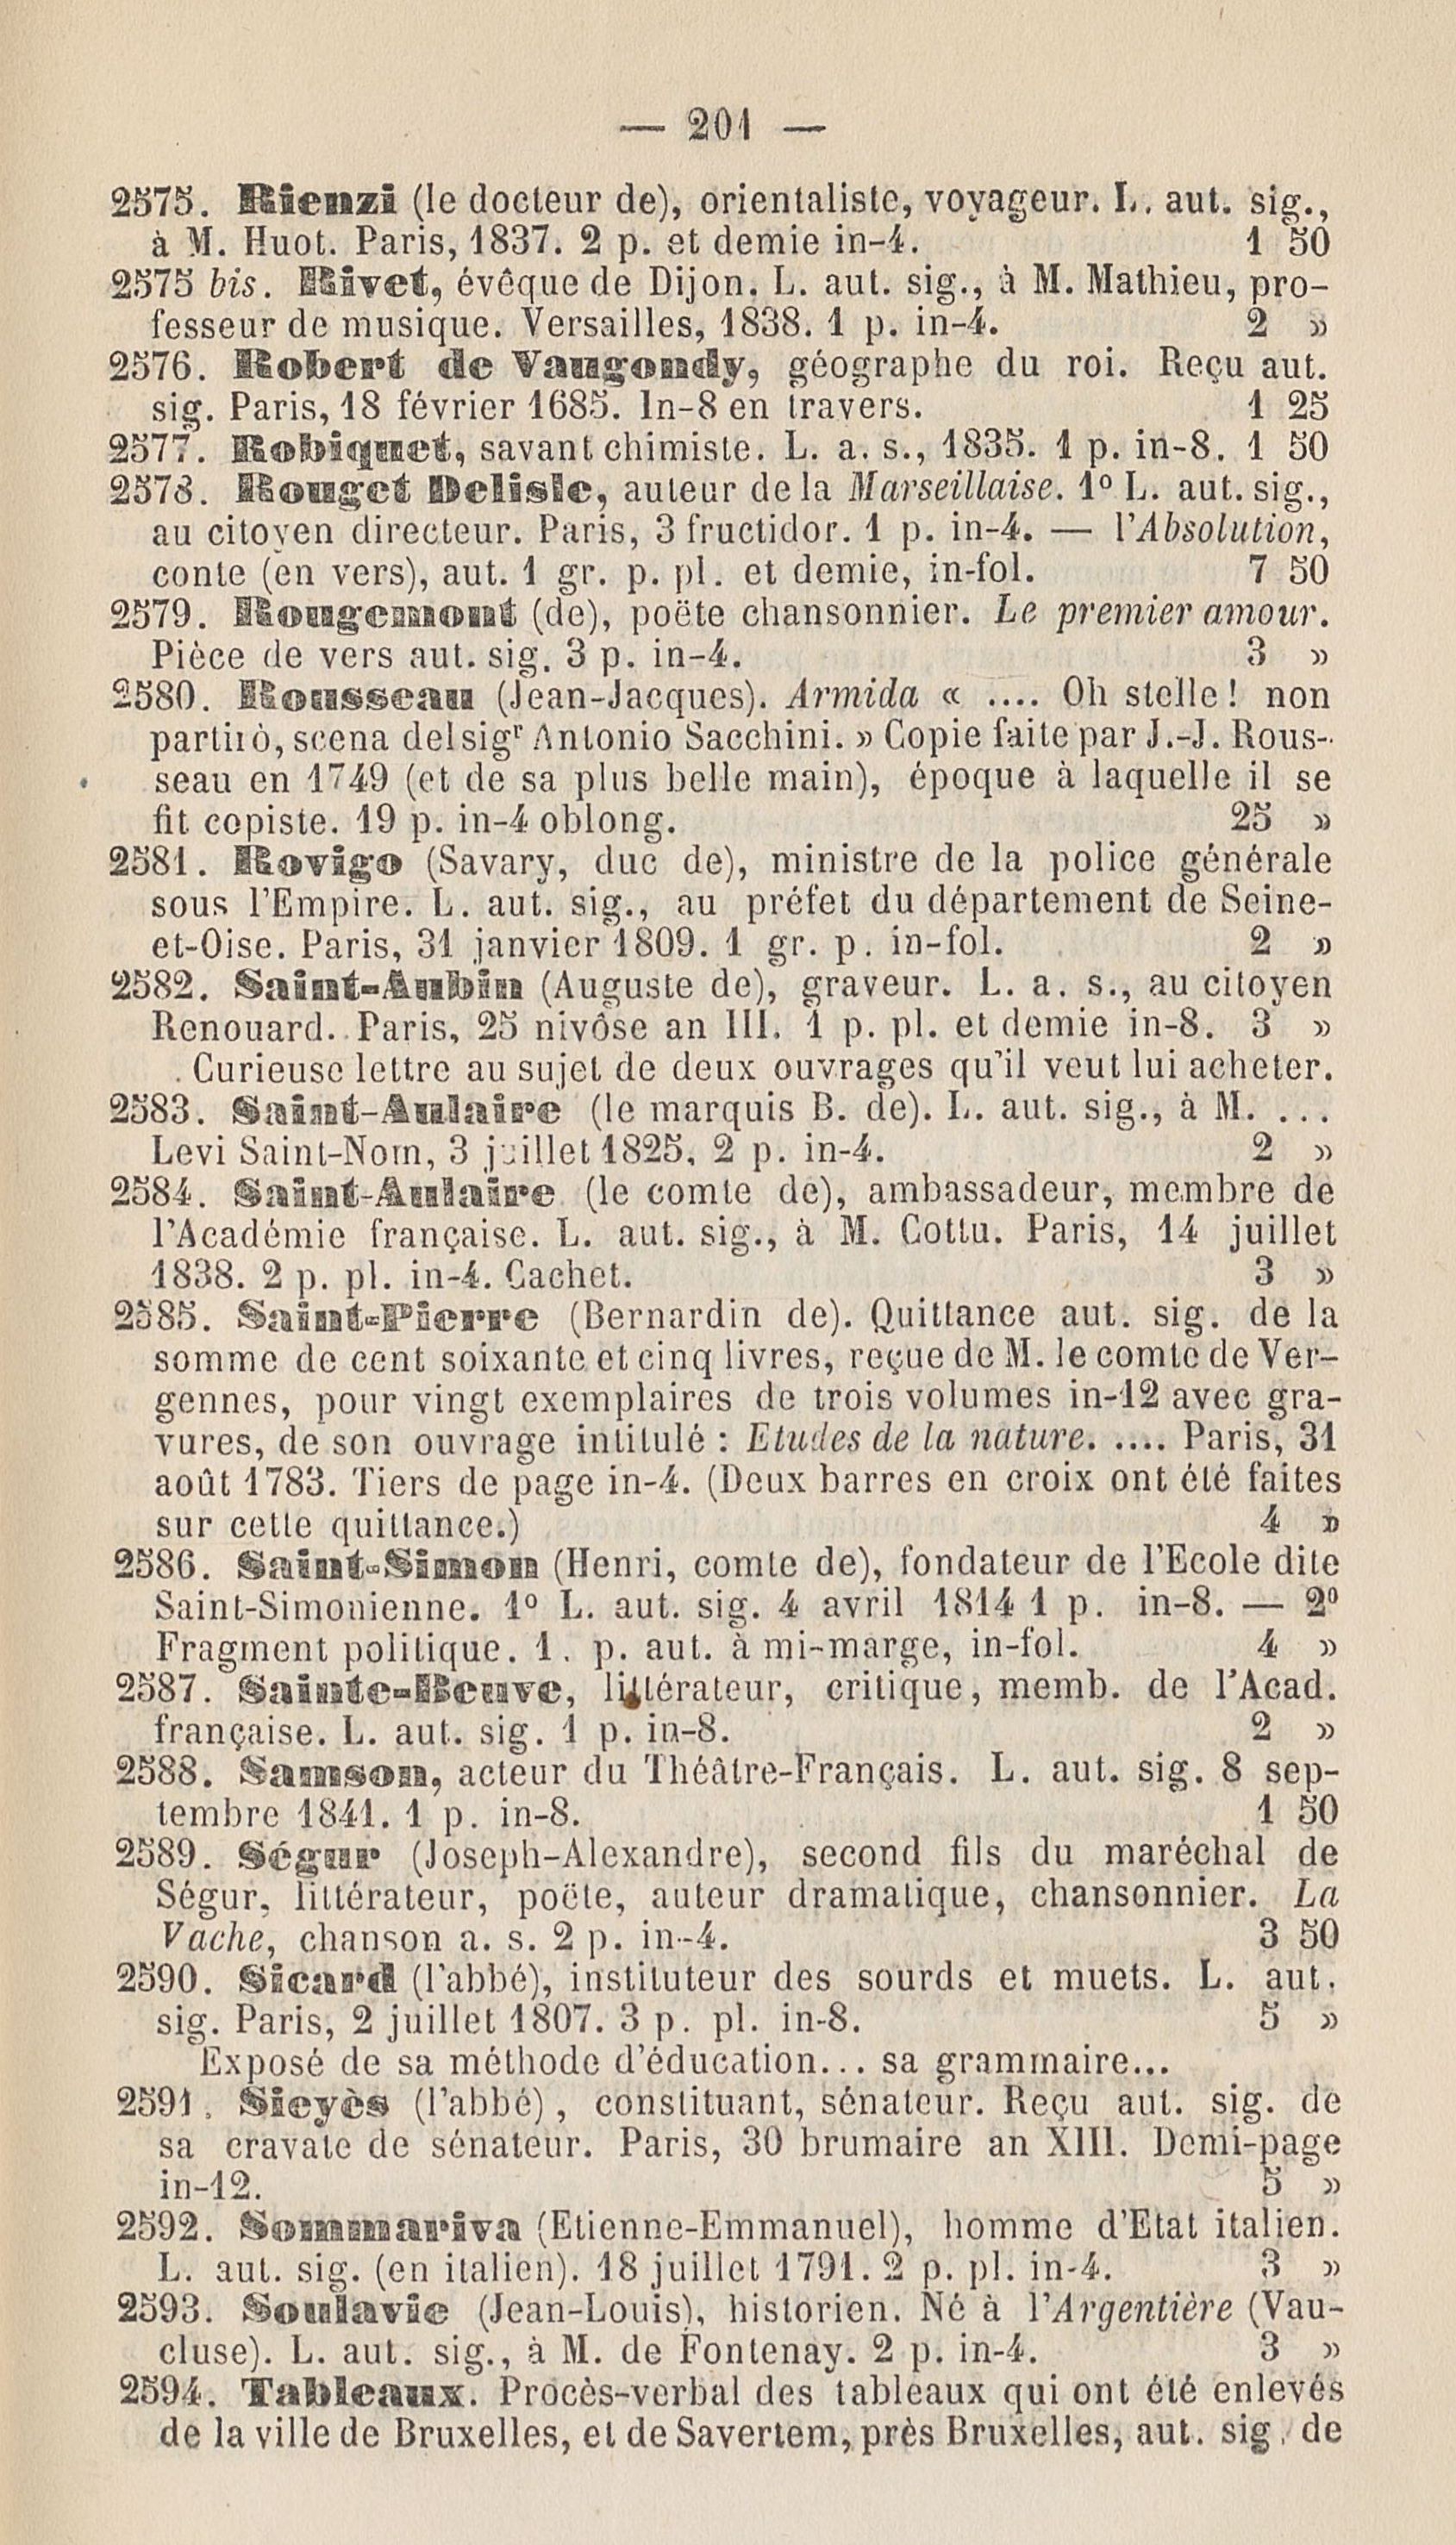 — 201 —
2575. Rienzi (le docteur de), orientaliste, voyageur. L. aut. sig.,
à M. Huot. Paris, 1837. 2 p. et demie in-4. 1 50
2575 bis. Rivet, évêque de Dijon. L. aut. sig., à M. Mathieu, pro-
fesseur de musique. Versailles, 1838. 1 p. in-4. 2 »
2576. Robert de Vaugondy, géographe du roi. Reçu aut.
sig. Paris, 18 février 1685. In-8 en travers. 1 25
2577. Robiquet, savant chimiste. L. a. s., 1835. 1 p. in-8. 1 50
2578. Rouget Delisle, auteur de la Marseillaise. 1º L. aut. sig.,
au citoyen directeur. Paris, 3 fructidor. 1 p. in-4. — l'Absolution,
conte (en vers), aut. 1 gr. p. pl. et demie, in-fol. 7 50
2579. Rougemont (de), poëte chansonnier. Le premier amour.
Pièce de vers aut. sig. 3 p. in-4. 3 »
2580. Rousseau (Jean-Jacques). Armida « .... Oh stelle! non
partirò, scena del sigr Antonio Sacchini. » Copie faite par J.-J. Rous-
seau en 1749 (et de sa plus belle main), époque à laquelle il se
fit copiste. 19 p. in-4 oblong. 25 »
2581. Rovigo (Savary, duc de), ministre de la police générale
sous l'Empire. L. aut. sig., au préfet du département de Seine-
et-Oise. Paris, 31 janvier 1809. 1 gr. p. in-fol. 2 »
2582. Saint-Aubin (Auguste de), graveur. L. a. s., au citoyen
Renouard. Paris, 25 nivôse an III. 1 p. pl. et demie in-8. 3 »
Curieuse lettre au sujet de deux ouvrages qu'il veut lui acheter.
2583. Saint-Aulaire (le marquis B. de). L. aut. sig., à M. ...
Levi Saint-Nom, 3 juillet 1825. 2 p. in-4. 2 »
2584. Saint-Aulaire (le comte de), ambassadeur, membre de
l'Académie française. L. aut. sig., à M. Cottu. Paris, 14 juillet
1838. 2 p. pl. in-4. Cachet. 3 »
2585. Saint-Pierre (Bernardin de). Quittance aut. sig. de la
somme de cent soixante et cinq livres, reçue de M. le comte de Ver-
gennes, pour vingt exemplaires de trois volumes in-12 avec gra-
vures, de son ouvrage intitulé : Etudes de la nature. .... Paris, 31
août 1783. Tiers de page in-4. (Deux barres en croix ont été faites
sur cette quittance.) 4 »
2586. Saint-Simon (Henri, comte de), fondateur de l'Ecole dite
Saint-Simonienne. 1º L. aut. sig. 4 avril 1814 1 p. in-8. — 2º
Fragment politique. 1. p. aut. à mi-marge, in-fol. 4 »
2587. Sainte-Beuve, littérateur, critique, memb. de l'Acad.
française. L. aut. sig. 1 p. in-8. 2 »
2588. Samson, acteur du Théâtre-Français. L. aut. sig. 8 sep-
tembre 1841. 1 p. in-8. 1 50
2589. Ségur (Joseph-Alexandre), second fils du maréchal de
Ségur, littérateur, poëte, auteur dramatique, chansonnier. La
Vache, chanson a. s. 2 p. in-4. 3 50
2590. Sicard (l'abbé), instituteur des sourds et muets. L. aut.
sig. Paris, 2 juillet 1807. 3 p. pl. in-8. 5 »
Exposé de sa méthode d'éducation... sa grammaire...
2591. Sieyès (l'abbé), constituant, sénateur. Reçu aut. sig. de
sa cravate de sénateur. Paris, 30 brumaire an XIII. Demi-page
in-12. 5 »
2592. Sommariva (Etienne-Emmanuel), homme d'Etat italien.
L. aut. sig. (en italien). 18 juillet 1791. 2 p. pl. in-4. 3 »
2593. Soulavie (Jean-Louis), historien. Né à l'Argentière (Vau-
cluse). L. aut. sig., à M. de Fontenay. 2 p. in-4. 3 »
2594. Tableaux. Procès-verbal des tableaux qui ont été enlevés
de la ville de Bruxelles, et de Savertem, près Bruxelles, aut. sig. de